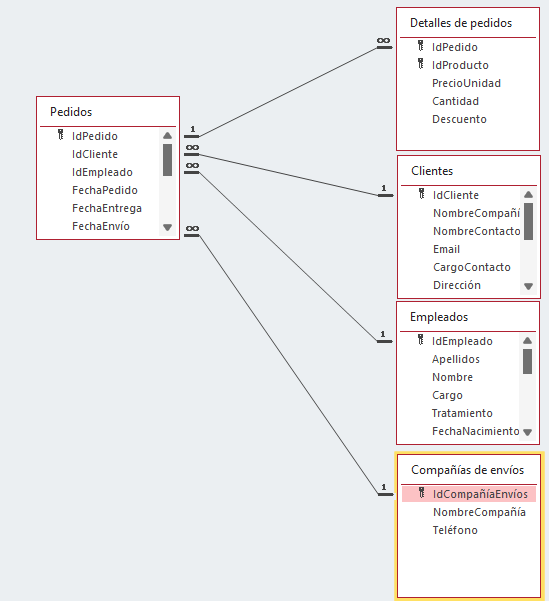 Pedidos
IdPedido
IdCliente
IdEmpleado
FechaPedido
FechaEntrega
FechaEnvío
1
∞
∞
∞
∞
1
1
1
Detalles de pedidos
IdPedido
IdProducto
PrecioUnidad
Cantidad
Descuento
Clientes
IdCliente
NombreCompañí
NombreContacto
Email
CargoContacto
Dirección
Empleados
IdEmpleado
Apellidos
Nombre
Cargo
Tratamiento
FechaNacimiento
Compañías de envíos
IdCompañíaEnvíos
NombreCompañía
Teléfono